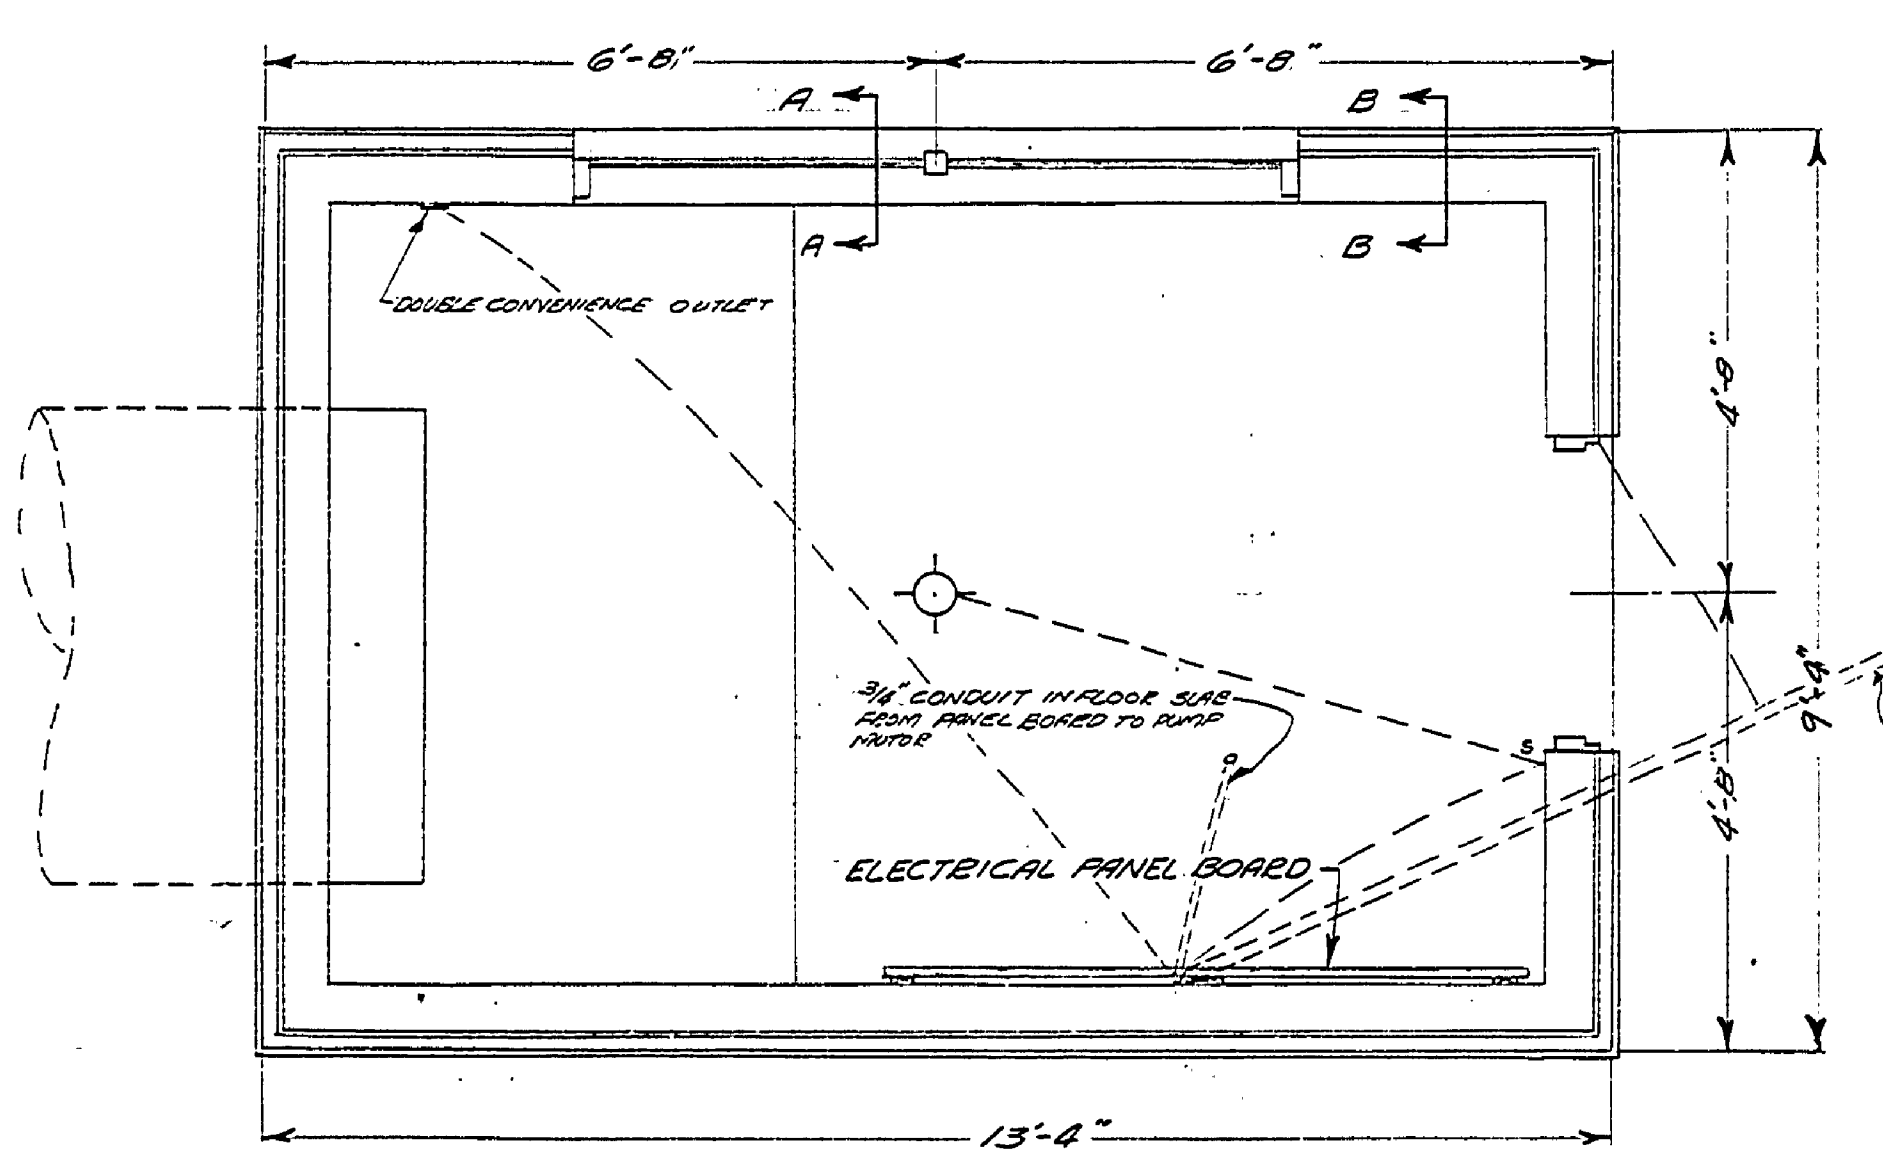 6'-8"
6'-8"
A
B
A
B
DOUBLE CONVENIENCE OUTLET
4'-8"
3/4" CONDUIT IN FLOOR SLAB
FROM PANEL BOARD TO PUMP
MOTOR
S
9'-4"
4'-8"
ELECTRICAL PANEL BOARD
13'-4"